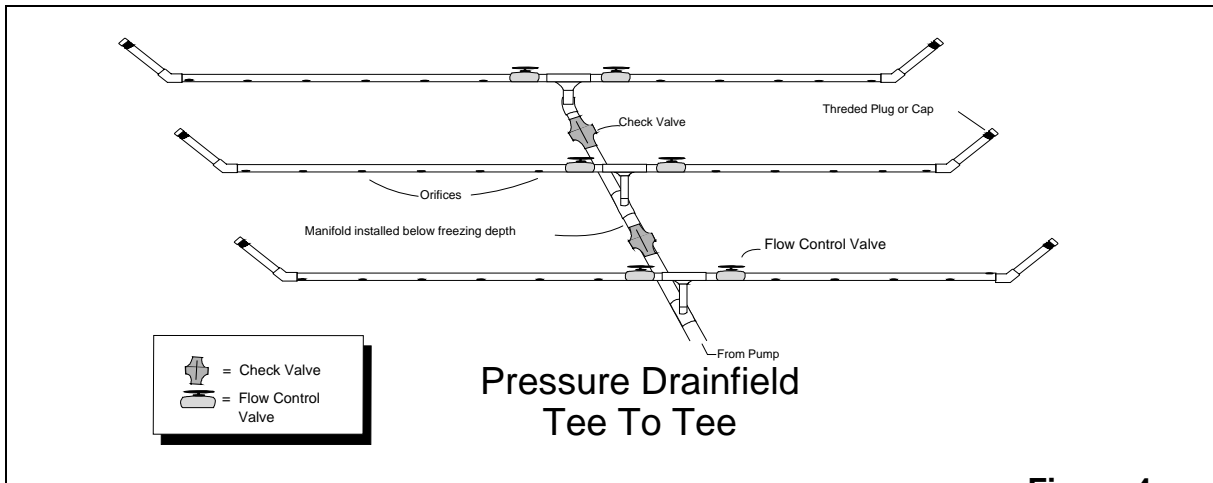 Threded Plug or Cap
Check Valve
Orifices
Manifold installed below freezing depth
Flow Control Valve
From Pump
= Check Valve
= Flow Control
Valve
Pressure Drainfield
Tee To Tee